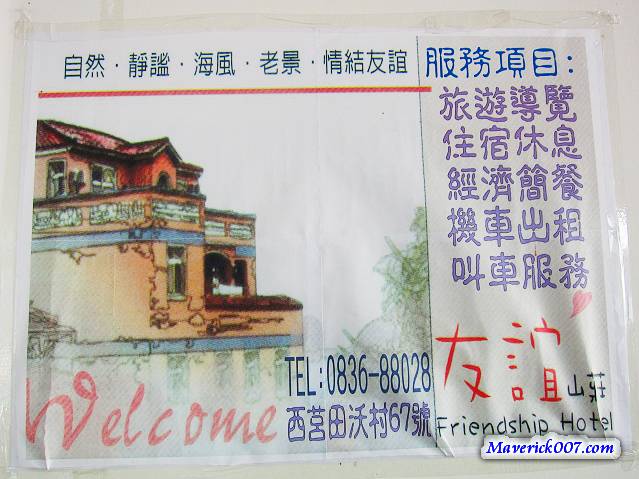 自然・靜謐・海風・老景・情結友誼
服務項目:
旅遊導覽
住宿休息
經濟簡餐
機車出租
叫車服務
友誼山莊
Friendship Hotel
Welcome
TEL:0836-88028
西莒田沃村67號
Maverick007.com